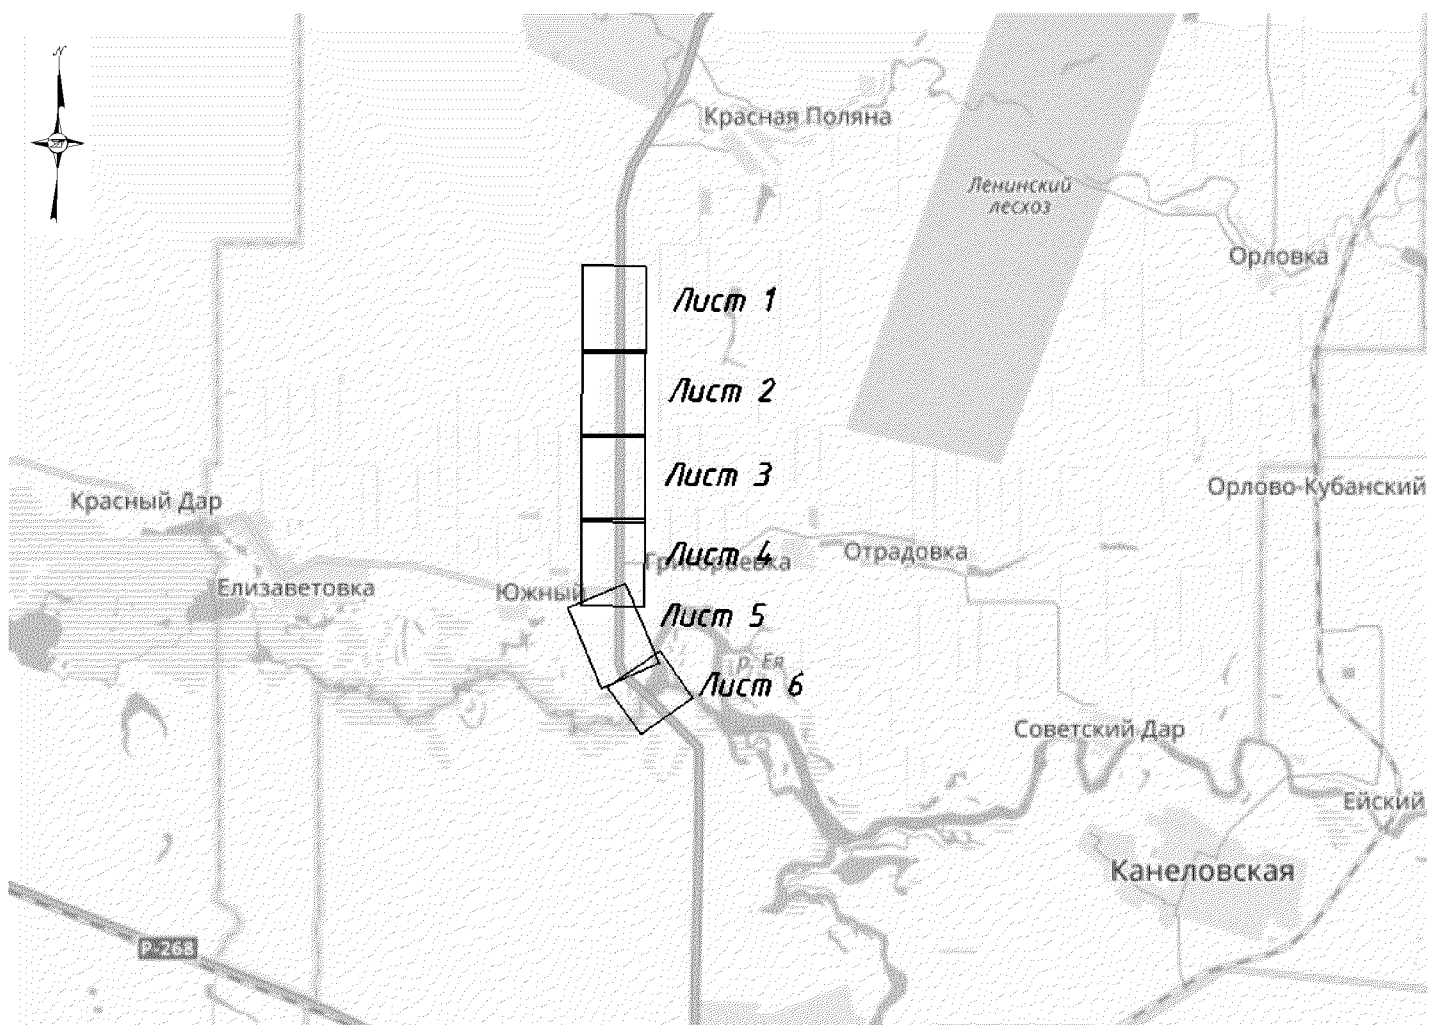 N
Красная Поляна
Ленинский
лесхоз
Орловка
Лист 1
Лист 2
Лист 3
Красный Дар
Орлово-Кубанский
Лист 4
Григорьевка
Отрадовка
Елизаветовка
Южный
Лист 5
р. Ея
Лист 6
Советский Дар
Ейский
Канеловская
Р-268